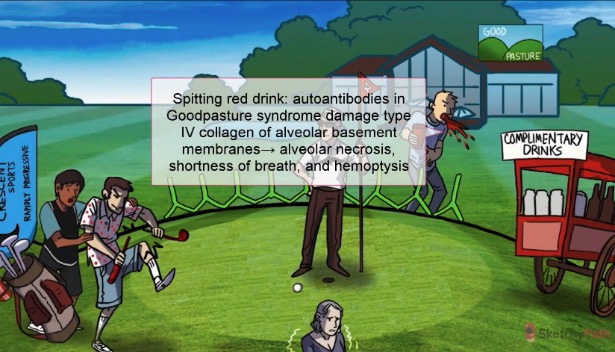 GOOD
PASTURE
Spitting red drink: autoantibodies in
Goodpasture syndrome damage type
IV collagen of alveolar basement
membranes→ alveolar necrosis,
shortness of breath, and hemoptysis
COMPLIMENTARY
DRINKS
CRESCENT
SPORTS
RAPIDLY PROGRESSIVE